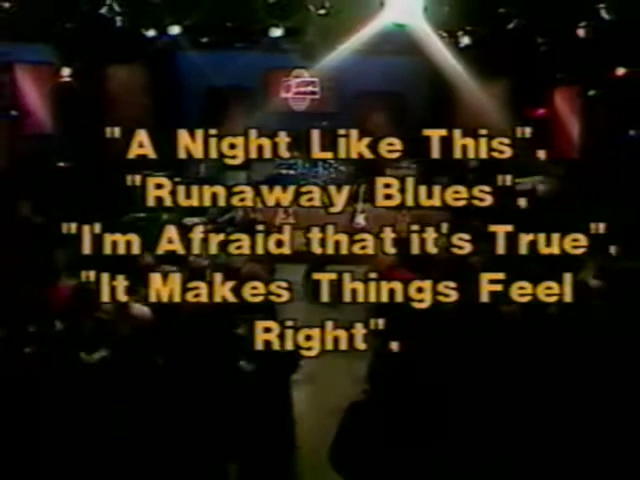 "A Night Like This",
"Runaway Blues",
"I'm Afraid that it's True",
"It Makes Things Feel
Right",